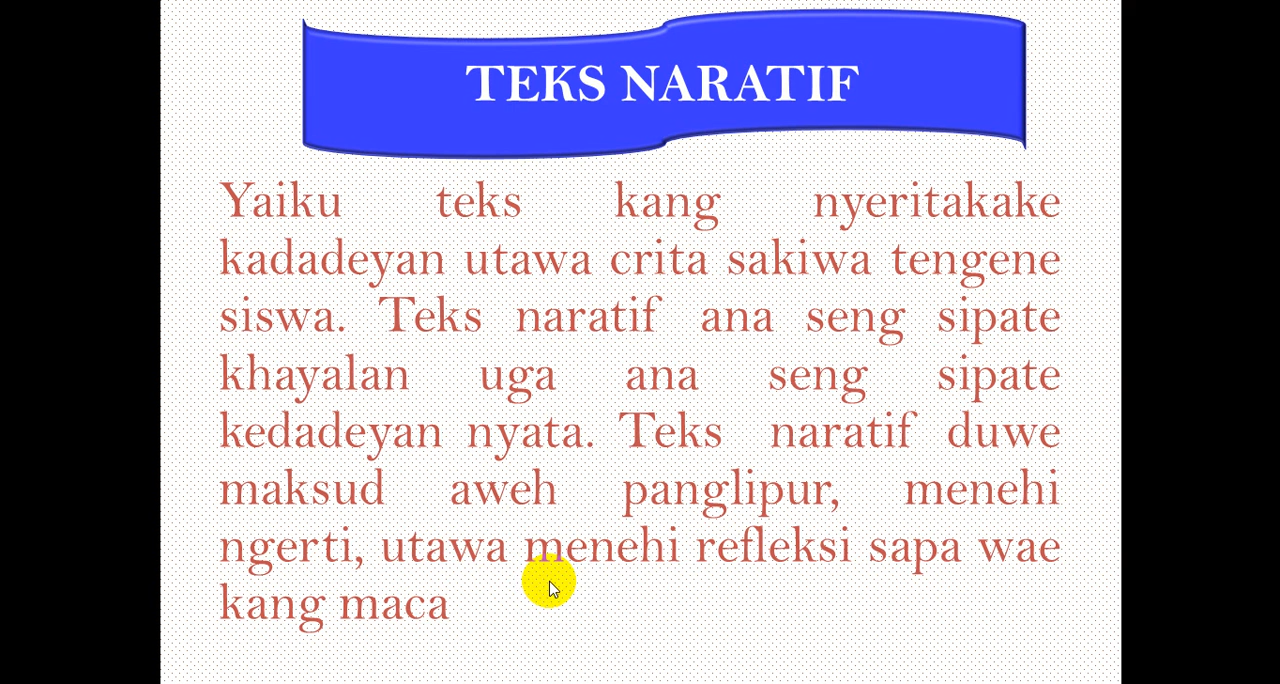 TEKS NARATIF
Yaiku teks kang nyeritakake
kadadeyan utawa crita sakiwa tengene
siswa. Teks naratif ana seng sipate
khayalan uga ana seng sipate
kedadeyan nyata. Teks naratif duwe
maksud aweh panglipur, menehi
ngerti, utawa menehi refleksi sapa wae
kang maca